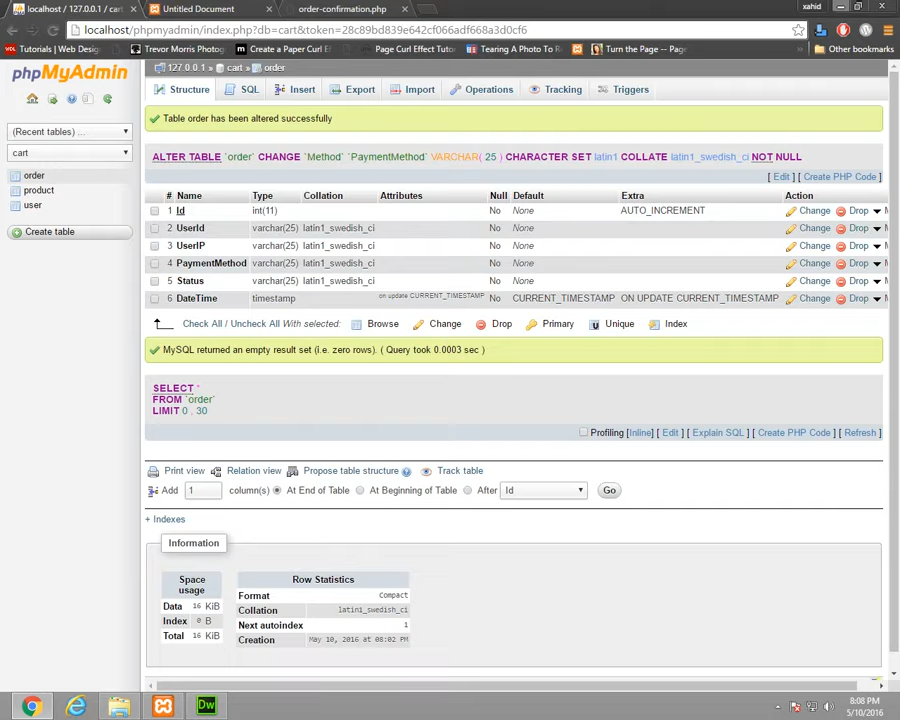 localhost / 127.0.0.1 / cart
Untitled Document
order-confirmation.php
xahid
localhost/phpmyadmin/index.php?db=cart&token=28c89bd839e642cf066adf668a3d0cf6
Tutorials | Web Design
Trevor Morris Photog
Make a Paper Curl Ef
Page Curl Effect Tuto
Tearing A Photo To R
Turn the Page -- Pag
Other bookmarks
phpMyAdmin
127.0.0.1 » cart » order
Structure SQL Insert Export Import Operations Tracking Triggers
(Recent tables) ...
cart
order
product
user
Create table
Table order has been altered successfully
ALTER TABLE `order` CHANGE `Method` `PaymentMethod` VARCHAR( 25 ) CHARACTER SET latin1 COLLATE latin1_swedish_ci NOT NULL
[ Edit ] [ Create PHP Code ]
# Name Type Collation Attributes Null Default Extra Action
1 Id int(11) No None AUTO_INCREMENT Change Drop
2 UserId varchar(25) latin1_swedish_ci No None Change Drop
3 UserIP varchar(25) latin1_swedish_ci No None Change Drop
4 PaymentMethod varchar(25) latin1_swedish_ci No None Change Drop
5 Status varchar(25) latin1_swedish_ci No None Change Drop
6 DateTime timestamp on update CURRENT_TIMESTAMP No CURRENT_TIMESTAMP ON UPDATE CURRENT_TIMESTAMP Change Drop
Check All / Uncheck All With selected: Browse Change Drop Primary Unique Index
MySQL returned an empty result set (i.e. zero rows). ( Query took 0.0003 sec )
SELECT *
FROM `order`
LIMIT 0 , 30
Profiling [Inline] [ Edit ] [ Explain SQL ] [ Create PHP Code ] [ Refresh ]
Print view Relation view Propose table structure Track table
Add 1 column(s) At End of Table At Beginning of Table After Id Go
+ Indexes
Information
Space usage
Data 16 KiB
Index 0 B
Total 16 KiB
Row Statistics
Format Compact
Collation latin1_swedish_ci
Next autoindex 1
Creation May 10, 2016 at 08:02 PM
Dw
8:08 PM
5/10/2016